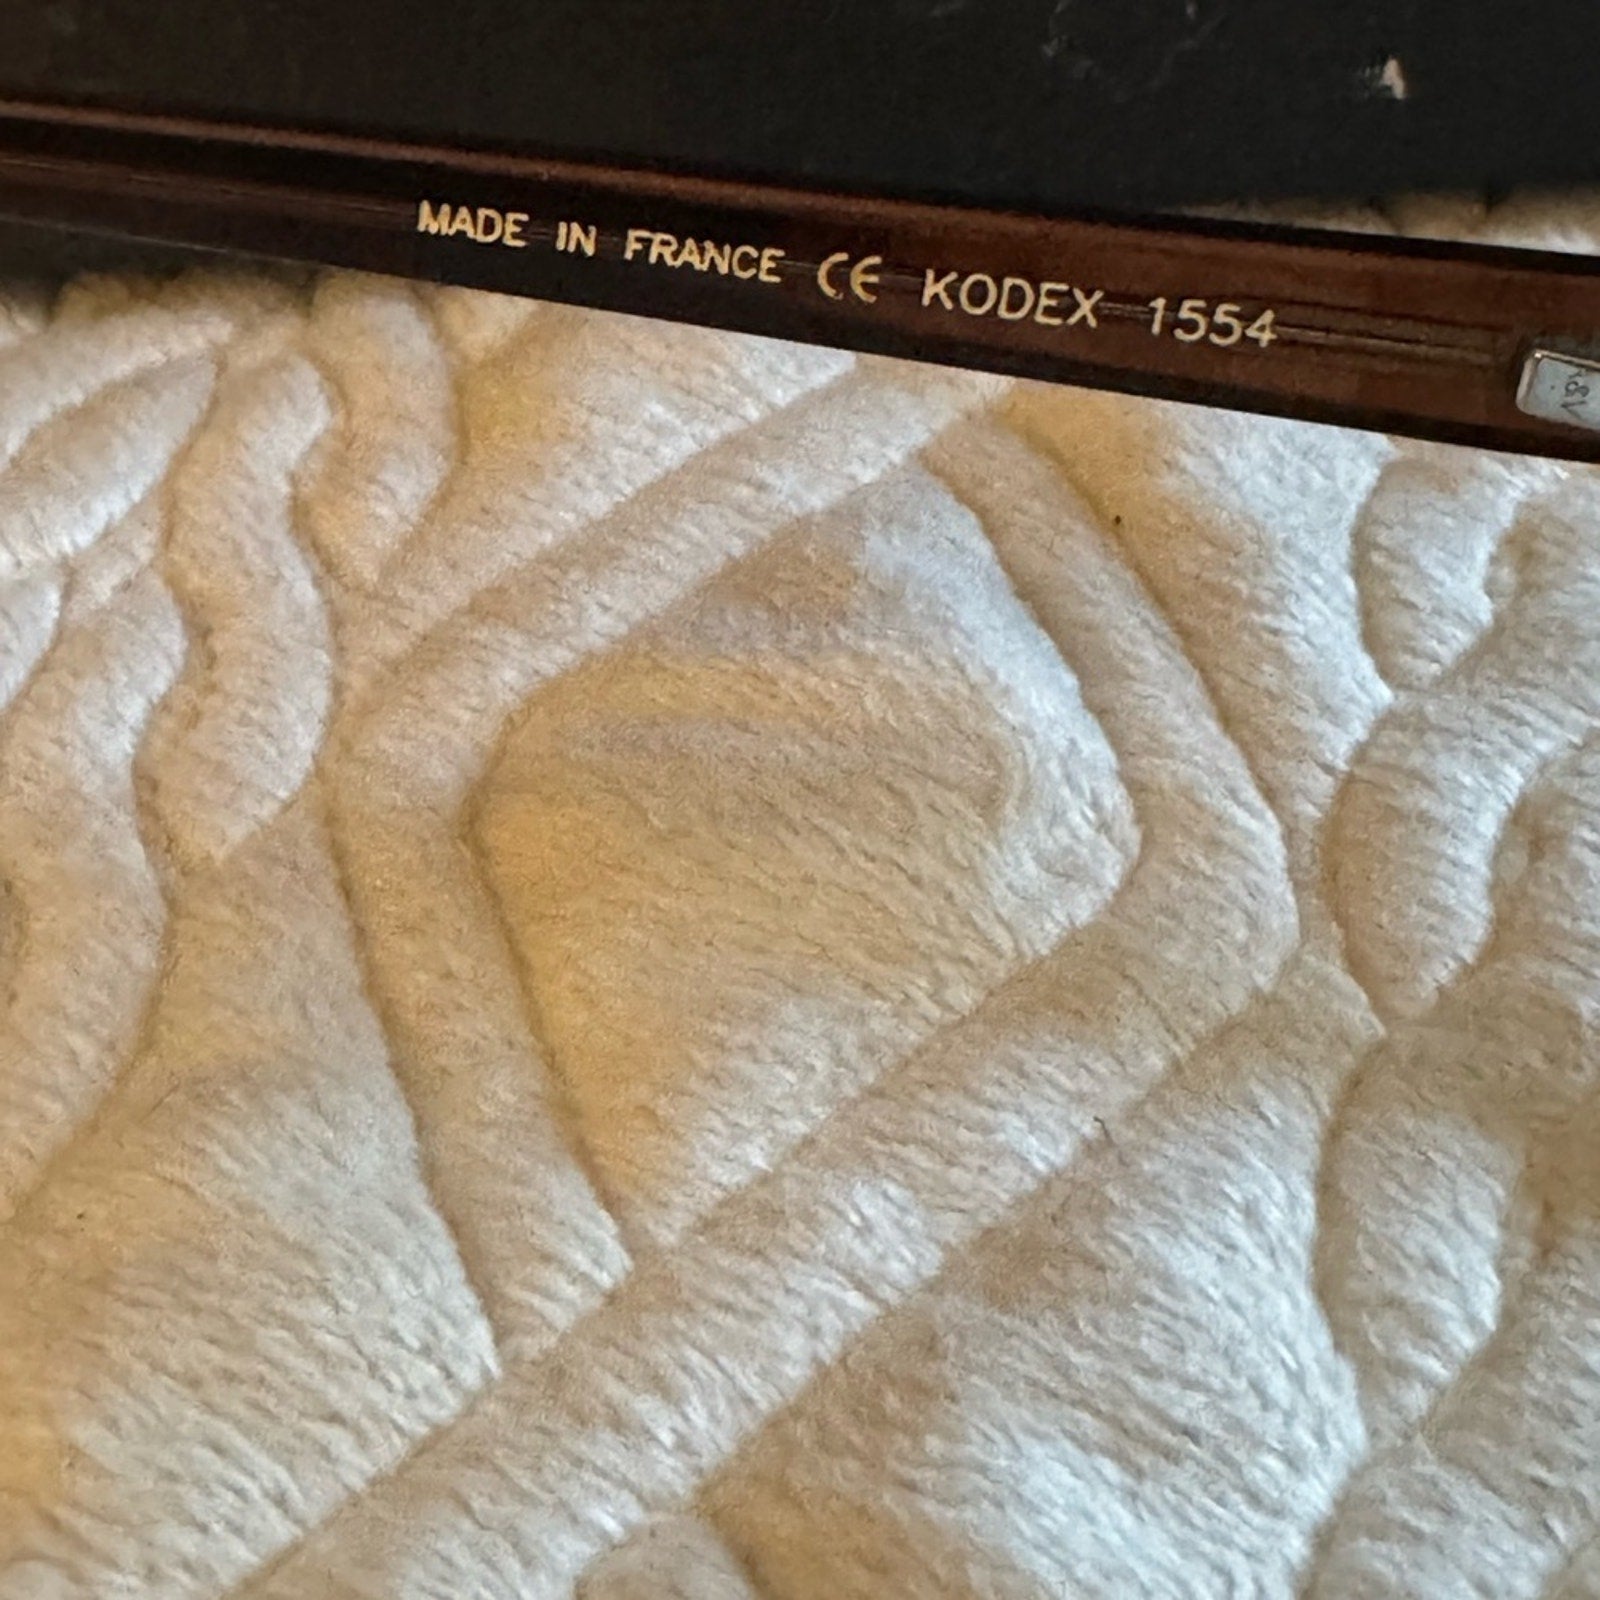 MADE IN FRANCE CE KODEX 1554